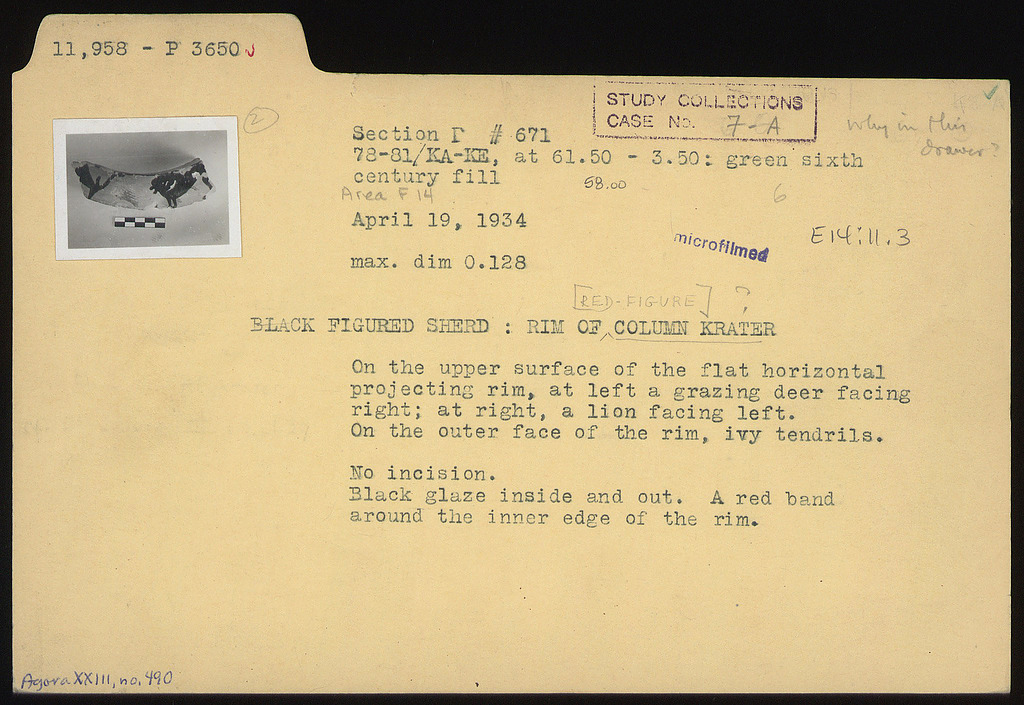 11,958 - P 3650 J
2
STUDY COLLECTIONS
CASE No. 7-A
why in this
drawer?
Section Γ # 671
78-81/ΚΑ-ΚΕ, at 61.50 - 3.50: green sixth
58.00
century fill
Area F 14
6
April 19, 1934
microfilmed
E14:11.3
max. dim 0.128
[RED-FIGURE] ?
BLACK FIGURED SHERD : RIM OF COLUMN KRATER
On the upper surface of the flat horizontal
projecting rim, at left a grazing deer facing
right; at right, a lion facing left.
On the outer face of the rim, ivy tendrils.
No incision.
Black glaze inside and out. A red band
around the inner edge of the rim.
Agora XXIII, no. 490